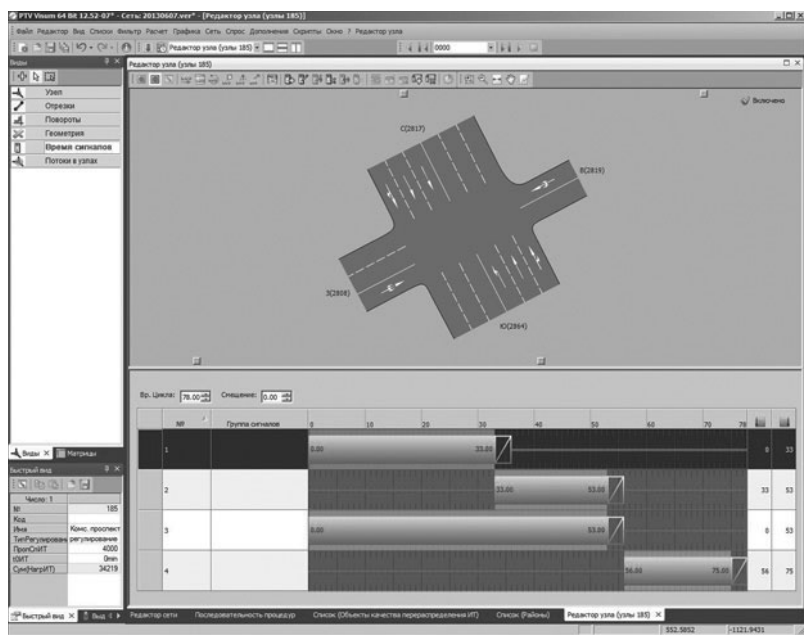 PTV Visum 64 Bit 12.52-07* - Сеть: 20130607.ver* - [Редактор узла (узлы 185)]
Файл Редактор Вид Списки Фильтр Расчет Графика Сеть Спрос Дополнения Скрипты Окно ? Редактор узла
Редактор узла (узлы 185) 0000
Виды
Узел
Отрезки
Повороты
Геометрия
Время сигналов
Потоки в узлах
Виды Матрицы
Быстрый вид
Число: 1
№ 185
Код
Имя Комс. проспект
ТипРегулирован регулирование
ПропСпИТ 4000
t0ИТ 0min
Сум(НагрИТ) 34219
Быстрый вид
Редактор узла (узлы 185)
Включено
С(2817)
В(2819)
З(2808)
Ю(2864)
Вр. Цикла: 78.00 Смещение: 0.00
№ Группа сигналов 0 10 20 30 40 50 60 70 78
1 0.00 33.00 0 33
2 33.00 53.00 33 53
3 0.00 53.00 0 53
4 56.00 75.00 56 75
Редактор сети Последовательность процедур Список (Объекты качества перераспределения ИТ) Список (Районы) Редактор узла (узлы 185)
552.5852 -1121.9431